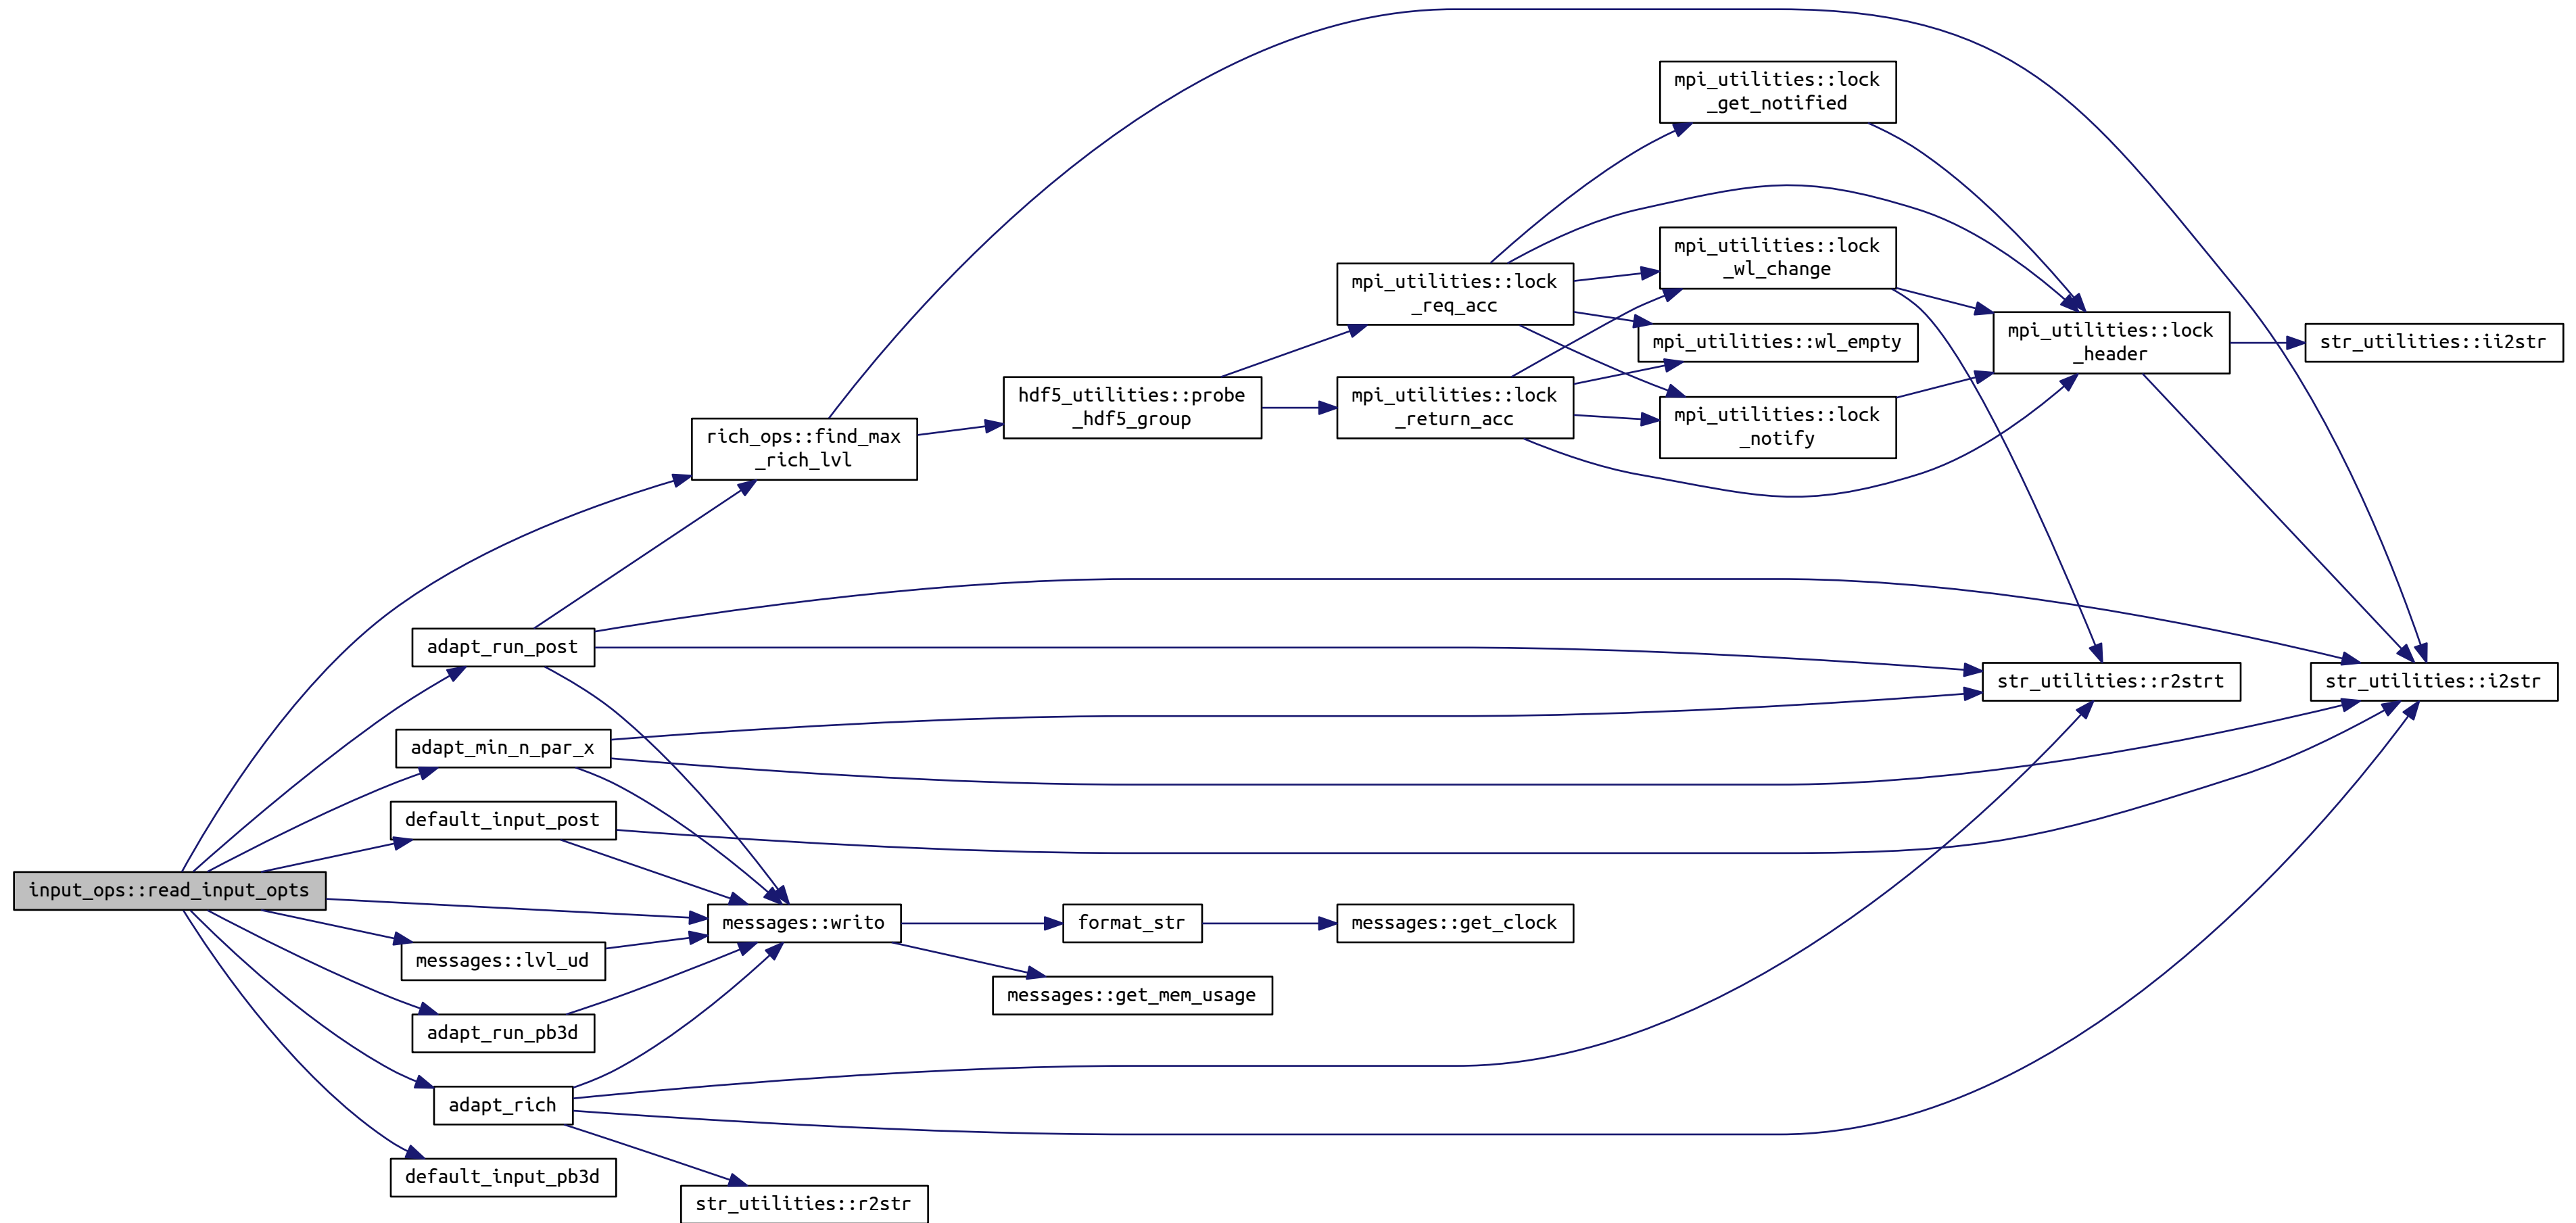 mpi_utilities::lock
_get_notified
mpi_utilities::lock
_wl_change
mpi_utilities::lock
_req_acc
mpi_utilities::wl_empty
mpi_utilities::lock
_header
str_utilities::ii2str
hdf5_utilities::probe
_hdf5_group
mpi_utilities::lock
_return_acc
mpi_utilities::lock
_notify
rich_ops::find_max
_rich_lvl
adapt_run_post
str_utilities::r2strt
str_utilities::i2str
adapt_min_n_par_x
default_input_post
input_ops::read_input_opts
messages::writo
format_str
messages::get_clock
messages::lvl_ud
messages::get_mem_usage
adapt_run_pb3d
adapt_rich
default_input_pb3d
str_utilities::r2str